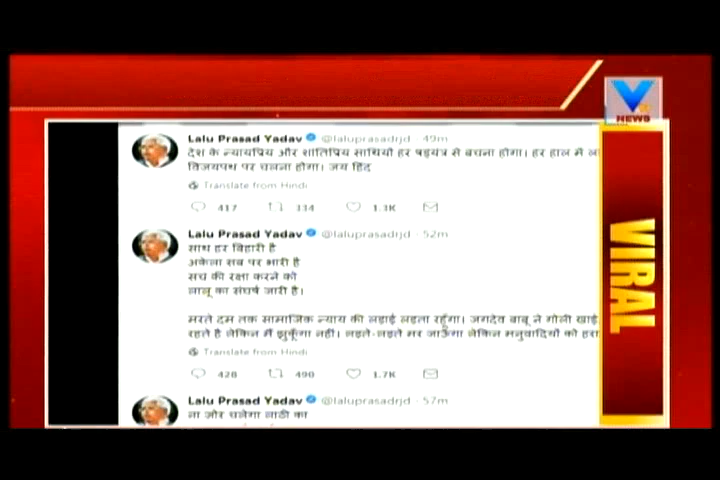 V
NEWS
VIRAL
Lalu Prasad Yadav @laluprasadrjd · 49m
देश के न्यायप्रिय और शांतिप्रिय साथियों हर षड्यंत्र से बचना होगा। हर हाल में
विजयपथ पर चलना होगा। जय हिंद
Translate from Hindi
417 334 1.3K
Lalu Prasad Yadav @laluprasadrjd · 52m
साथ हर बिहारी है
अकेला सब पर भारी है
सच की रक्षा करने को
लालू का संघर्ष जारी है।
मरते दम तक सामाजिक न्याय की लड़ाई लड़ता रहूँगा। जगदेव बाबू ने गोली खाई
रहते है लेकिन मैं झुकूँगा नहीं। लड़ते-लड़ते मर जाऊँगा लेकिन मनुवादियों को हरा
Translate from Hindi
428 490 1.7K
Lalu Prasad Yadav @laluprasadrjd · 57m
ना जोर चलेगा लाठी का